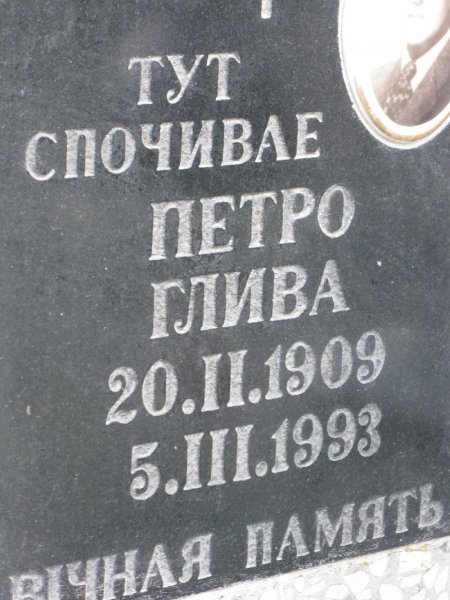 ТУТ
СПОЧИВАЕ
ПЕТРО
ГЛИВА
20.II.1909
5.III.1993
ВІЧНАЯ ПАМЯТЬ